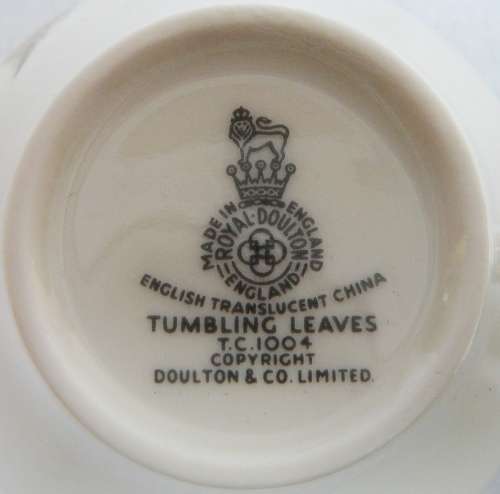 MADE IN ENGLAND
ROYAL·DOULTON
ENGLAND
ENGLISH TRANSLUCENT CHINA
TUMBLING LEAVES
T.C.1004
COPYRIGHT
DOULTON & CO. LIMITED.